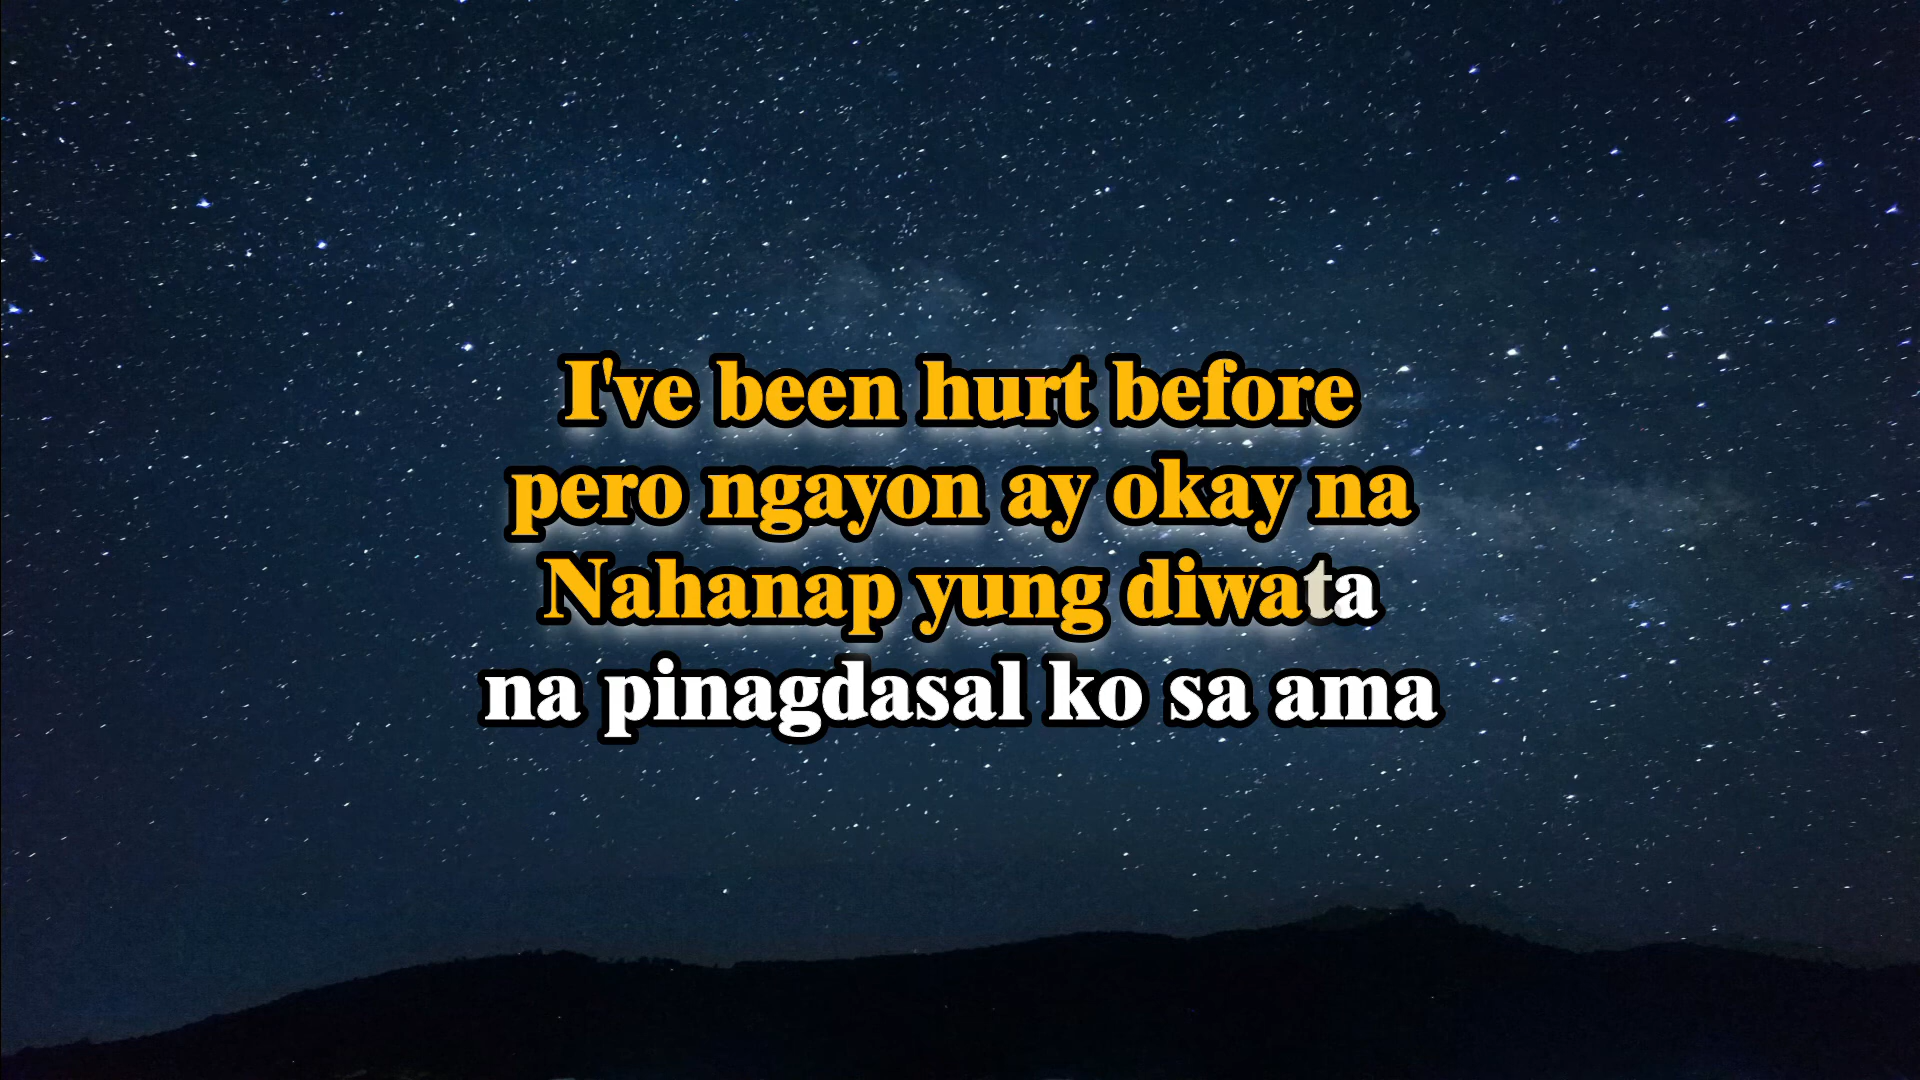 I've been hurt before
pero ngayon ay okay na
Nahanap yung diwata
na pinagdasal ko sa ama